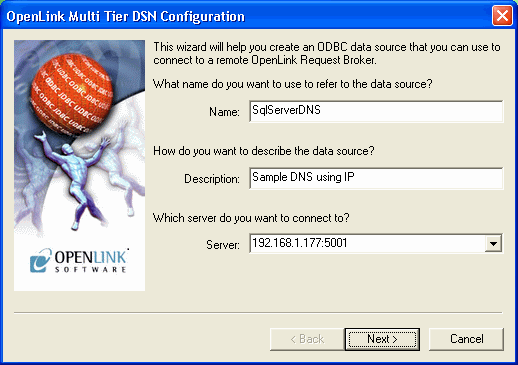 OpenLink Multi Tier DSN Configuration
This wizard will help you create an ODBC data source that you can use to
connect to a remote OpenLink Request Broker.
What name do you want to use to refer to the data source?
Name: SqlServerDNS
How do you want to describe the data source?
Description: Sample DNS using IP
Which server do you want to connect to?
Server: 192.168.1.177:5001
OPENLINK
SOFTWARE
< Back Next > Cancel